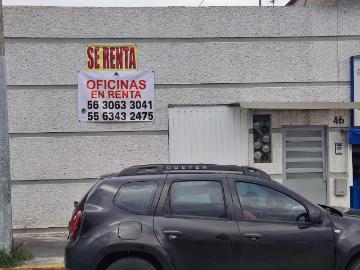 SE RENTA
OFICINAS
EN RENTA
56 3063 3041
55 6343 2475
46
DUSTER